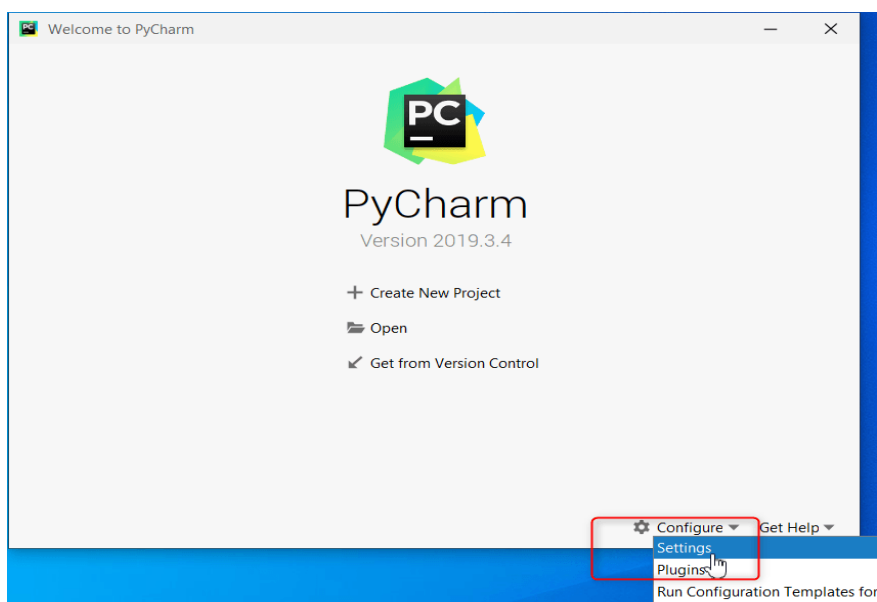 Welcome to PyCharm
PC
PyCharm
Version 2019.3.4
Create New Project
Open
Get from Version Control
Configure Get Help
Settings
Plugins
Run Configuration Templates for